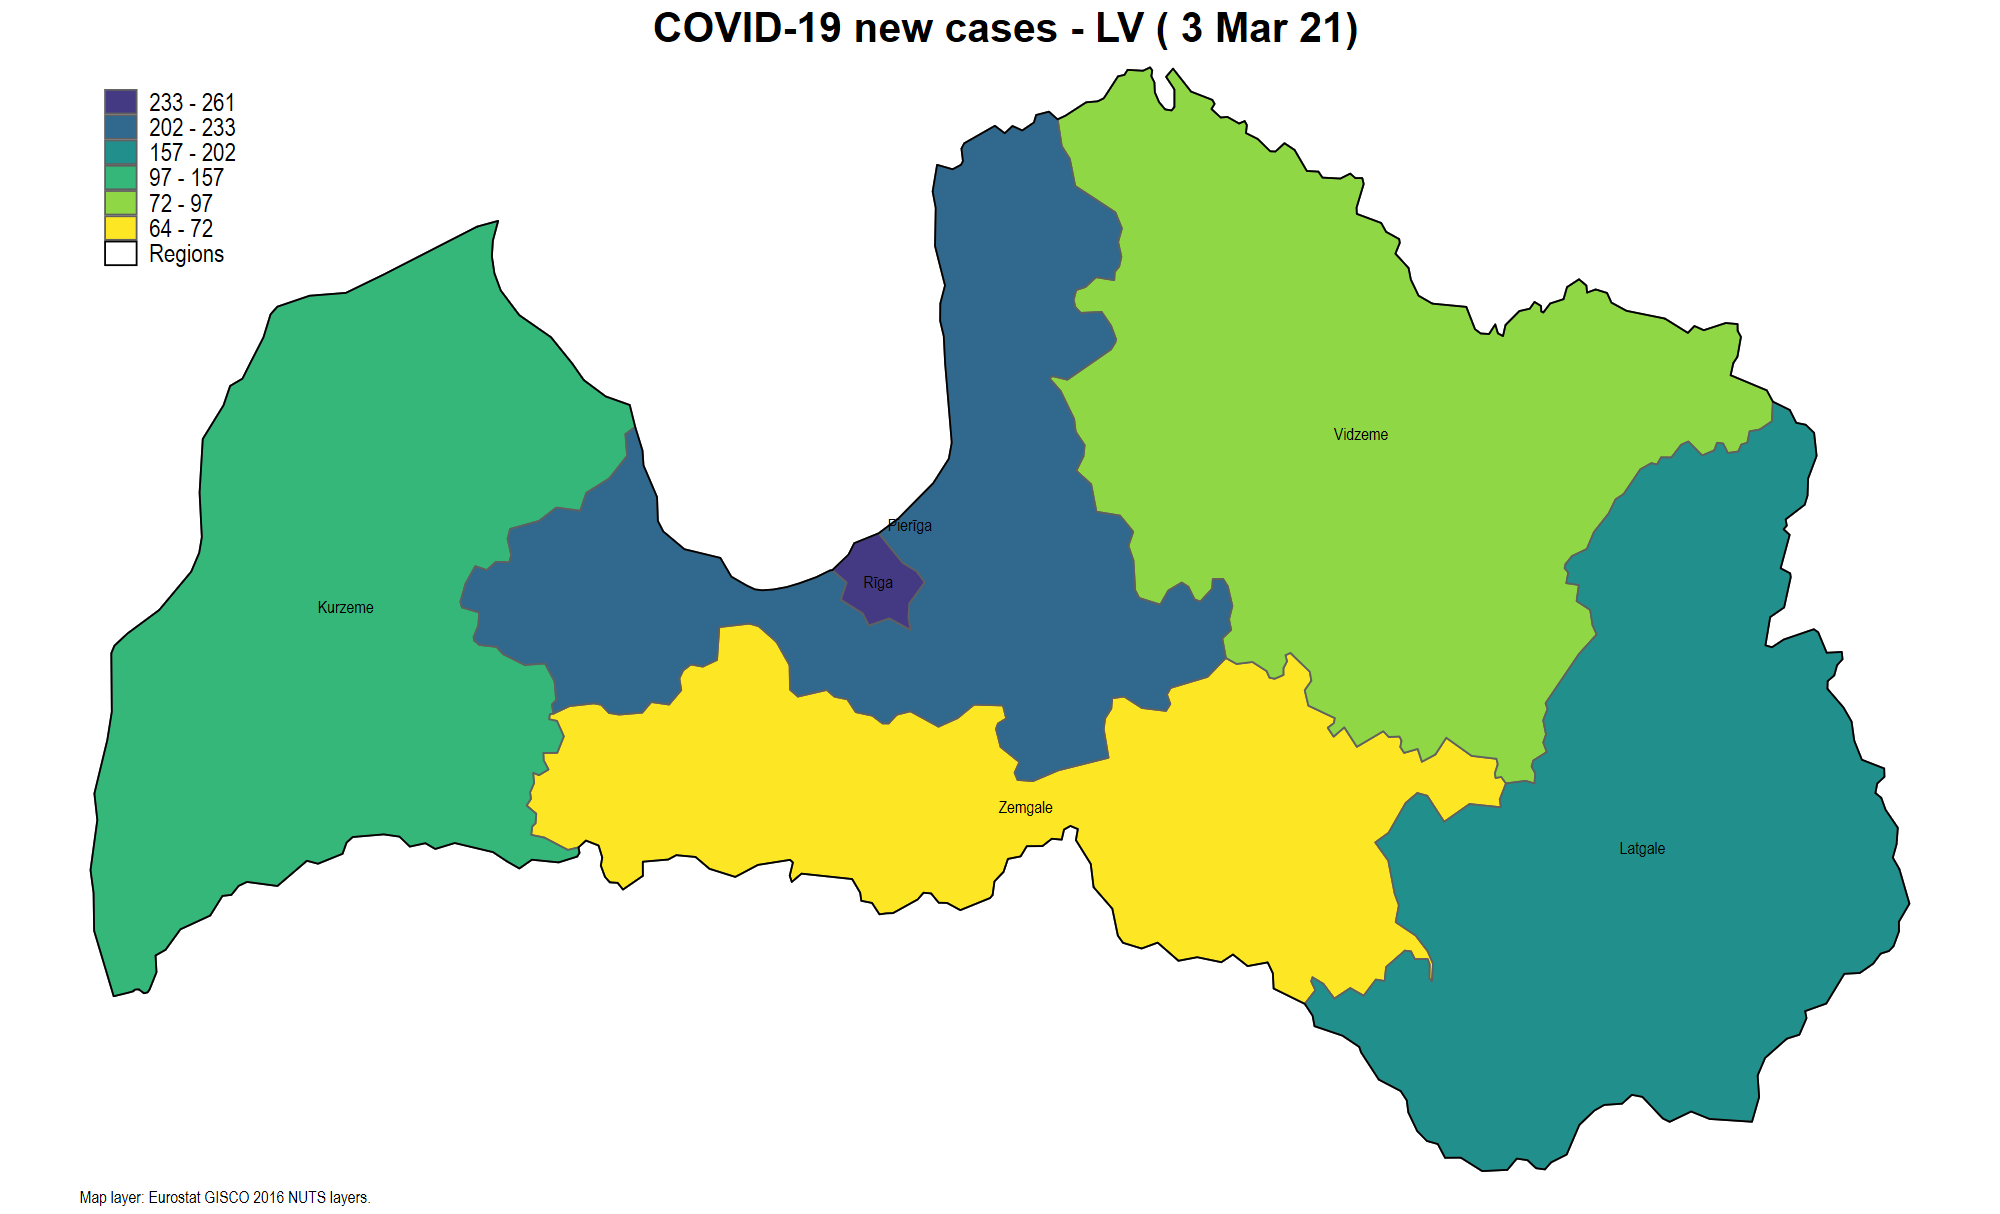 COVID-19 new cases - LV ( 3 Mar 21)
233 - 261
202 - 233
157 - 202
97 - 157
72 - 97
64 - 72
Regions
Vidzeme
Pierīga
Rīga
Kurzeme
Zemgale
Latgale
Map layer: Eurostat GISCO 2016 NUTS layers.